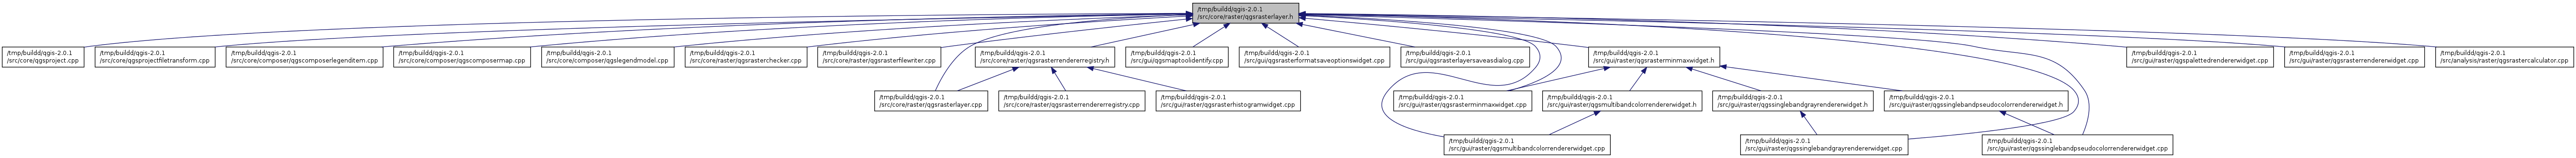 /tmp/buildd/qgis-2.0.1
/src/core/raster/qgsrasterlayer.h
/tmp/buildd/qgis-2.0.1
/src/core/qgsproject.cpp
/tmp/buildd/qgis-2.0.1
/src/core/qgsprojectfiletransform.cpp
/tmp/buildd/qgis-2.0.1
/src/core/composer/qgscomposerlegenditem.cpp
/tmp/buildd/qgis-2.0.1
/src/core/composer/qgscomposermap.cpp
/tmp/buildd/qgis-2.0.1
/src/core/composer/qgslegendmodel.cpp
/tmp/buildd/qgis-2.0.1
/src/core/raster/qgsrasterchecker.cpp
/tmp/buildd/qgis-2.0.1
/src/core/raster/qgsrasterfilewriter.cpp
/tmp/buildd/qgis-2.0.1
/src/core/raster/qgsrasterrendererregistry.h
/tmp/buildd/qgis-2.0.1
/src/gui/qgsmaptoolidentify.cpp
/tmp/buildd/qgis-2.0.1
/src/gui/qgsrasterformatsaveoptionswidget.cpp
/tmp/buildd/qgis-2.0.1
/src/gui/qgsrasterlayersaveasdialog.cpp
/tmp/buildd/qgis-2.0.1
/src/gui/raster/qgsrasterminmaxwidget.h
/tmp/buildd/qgis-2.0.1
/src/gui/raster/qgspalettedrendererwidget.cpp
/tmp/buildd/qgis-2.0.1
/src/gui/raster/qgsrasterrendererwidget.cpp
/tmp/buildd/qgis-2.0.1
/src/analysis/raster/qgsrastercalculator.cpp
/tmp/buildd/qgis-2.0.1
/src/core/raster/qgsrasterlayer.cpp
/tmp/buildd/qgis-2.0.1
/src/core/raster/qgsrasterrendererregistry.cpp
/tmp/buildd/qgis-2.0.1
/src/gui/raster/qgsrasterhistogramwidget.cpp
/tmp/buildd/qgis-2.0.1
/src/gui/raster/qgsrasterminmaxwidget.cpp
/tmp/buildd/qgis-2.0.1
/src/gui/raster/qgsmultibandcolorrendererwidget.h
/tmp/buildd/qgis-2.0.1
/src/gui/raster/qgssinglebandgrayrendererwidget.h
/tmp/buildd/qgis-2.0.1
/src/gui/raster/qgssinglebandpseudocolorrendererwidget.h
/tmp/buildd/qgis-2.0.1
/src/gui/raster/qgsmultibandcolorrendererwidget.cpp
/tmp/buildd/qgis-2.0.1
/src/gui/raster/qgssinglebandgrayrendererwidget.cpp
/tmp/buildd/qgis-2.0.1
/src/gui/raster/qgssinglebandpseudocolorrendererwidget.cpp